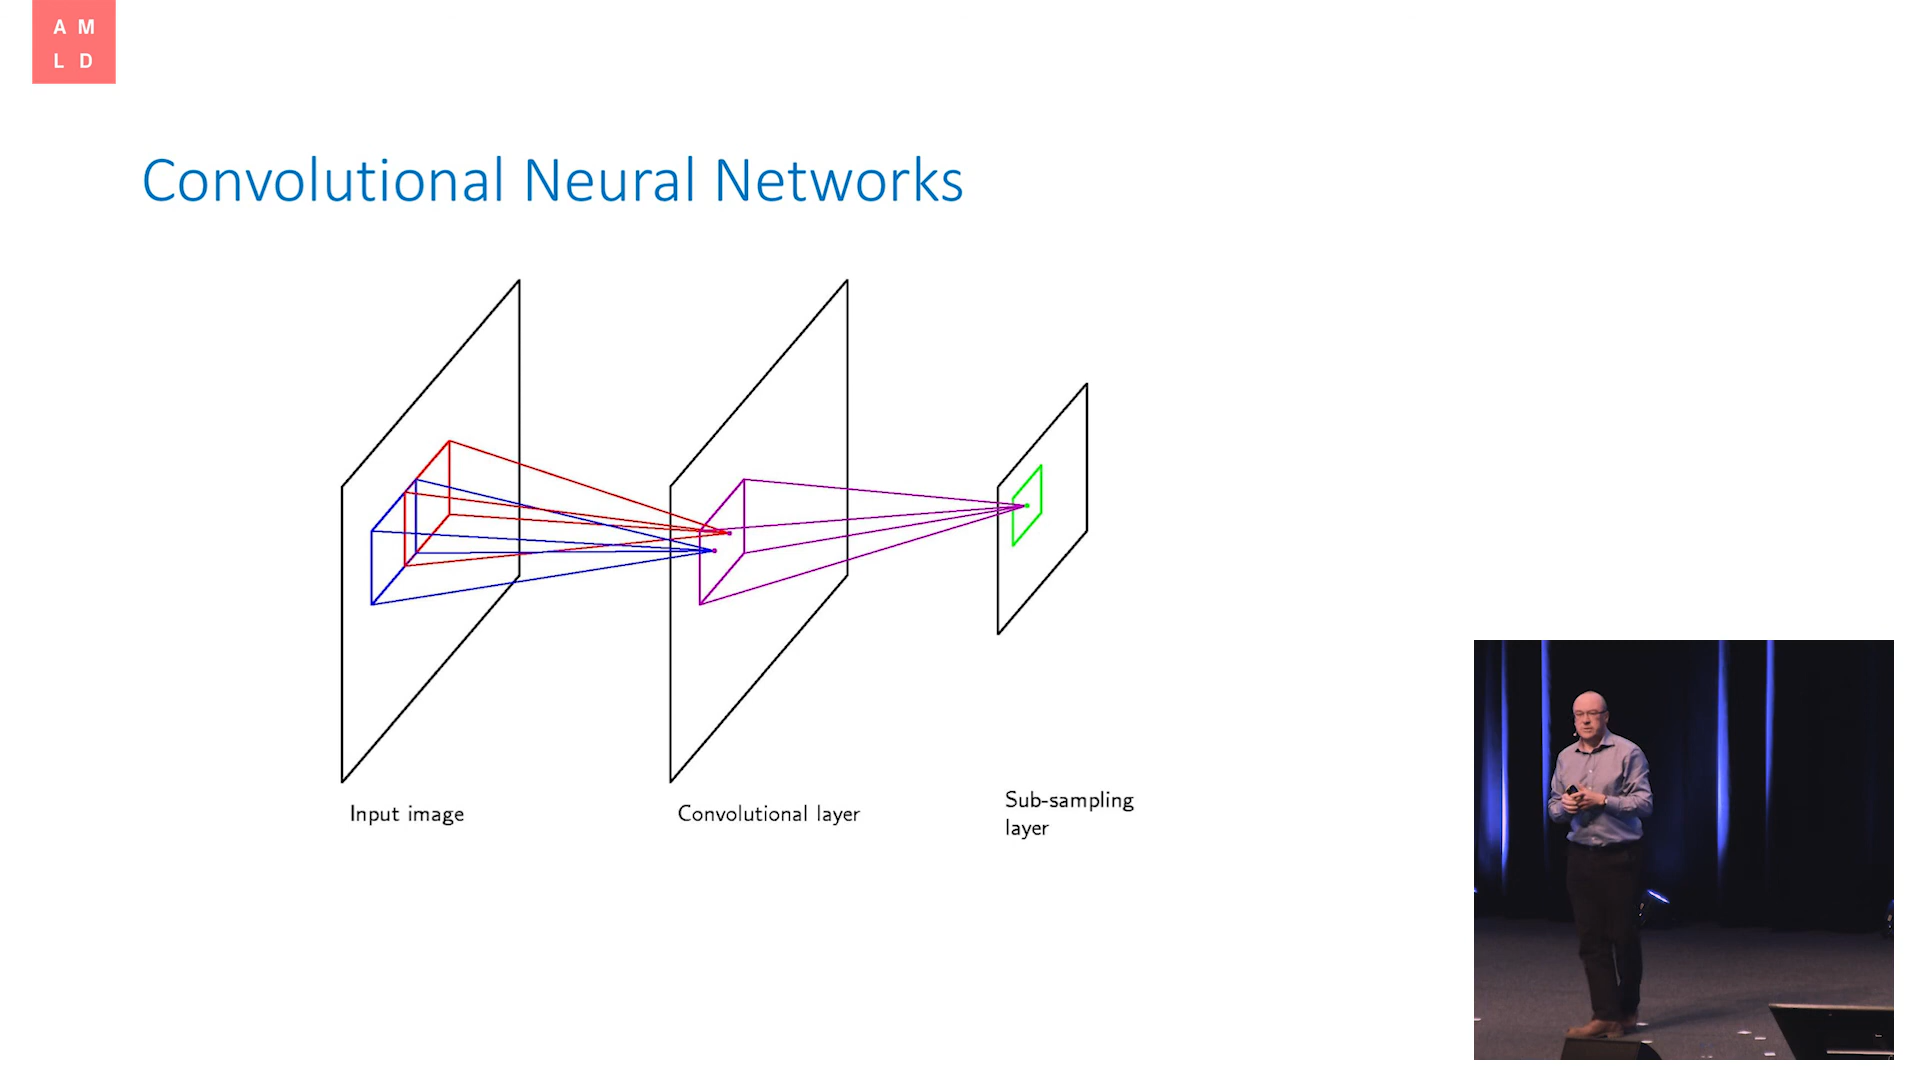 A M
L D
Convolutional Neural Networks
Input image
Convolutional layer
Sub-sampling
layer